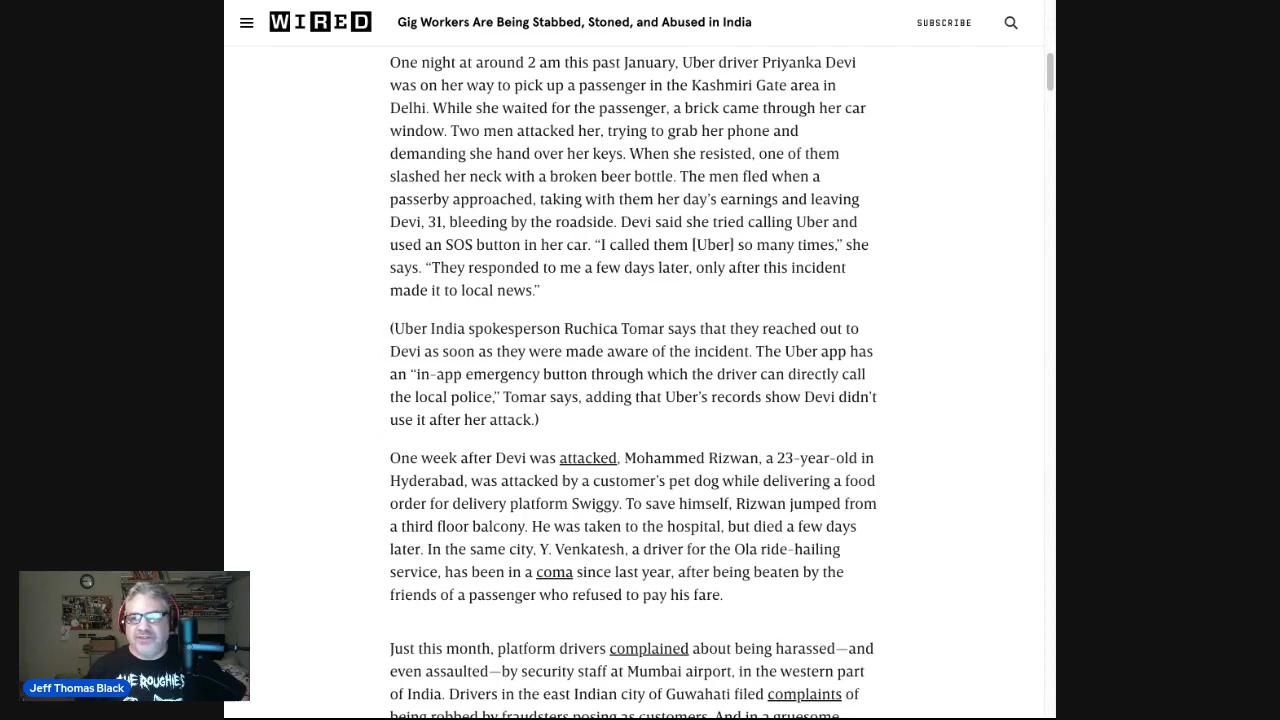 WIRED
Gig Workers Are Being Stabbed, Stoned, and Abused in India
SUBSCRIBE
One night at around 2 am this past January, Uber driver Priyanka Devi
was on her way to pick up a passenger in the Kashmiri Gate area in
Delhi. While she waited for the passenger, a brick came through her car
window. Two men attacked her, trying to grab her phone and
demanding she hand over her keys. When she resisted, one of them
slashed her neck with a broken beer bottle. The men fled when a
passerby approached, taking with them her day’s earnings and leaving
Devi, 31, bleeding by the roadside. Devi said she tried calling Uber and
used an SOS button in her car. “I called them [Uber] so many times,” she
says. “They responded to me a few days later, only after this incident
made it to local news.”
(Uber India spokesperson Ruchica Tomar says that they reached out to
Devi as soon as they were made aware of the incident. The Uber app has
an “in-app emergency button through which the driver can directly call
the local police,” Tomar says, adding that Uber’s records show Devi didn’t
use it after her attack.)
One week after Devi was attacked, Mohammed Rizwan, a 23-year-old in
Hyderabad, was attacked by a customer’s pet dog while delivering a food
order for delivery platform Swiggy. To save himself, Rizwan jumped from
a third floor balcony. He was taken to the hospital, but died a few days
later. In the same city, Y. Venkatesh, a driver for the Ola ride-hailing
service, has been in a coma since last year, after being beaten by the
friends of a passenger who refused to pay his fare.
Just this month, platform drivers complained about being harassed—and
even assaulted—by security staff at Mumbai airport, in the western part
of India. Drivers in the east Indian city of Guwahati filed complaints of
being robbed by fraudsters posing as customers. And in a gruesome
ROUGHIES
Jeff Thomas Black